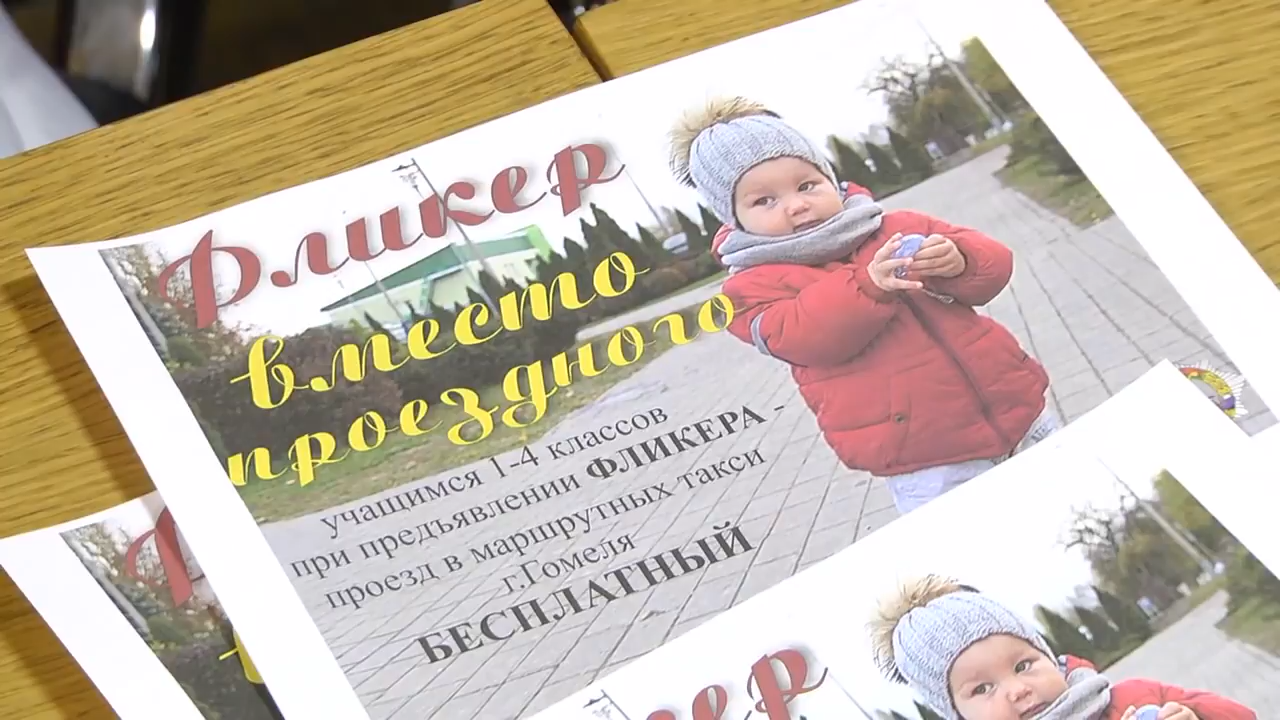 Фликер
вместо
проездного
учащимся 1-4 классов
при предъявлении ФЛИКЕРА -
проезд в маршрутных такси
г.Гомеля
БЕСПЛАТНЫЙ